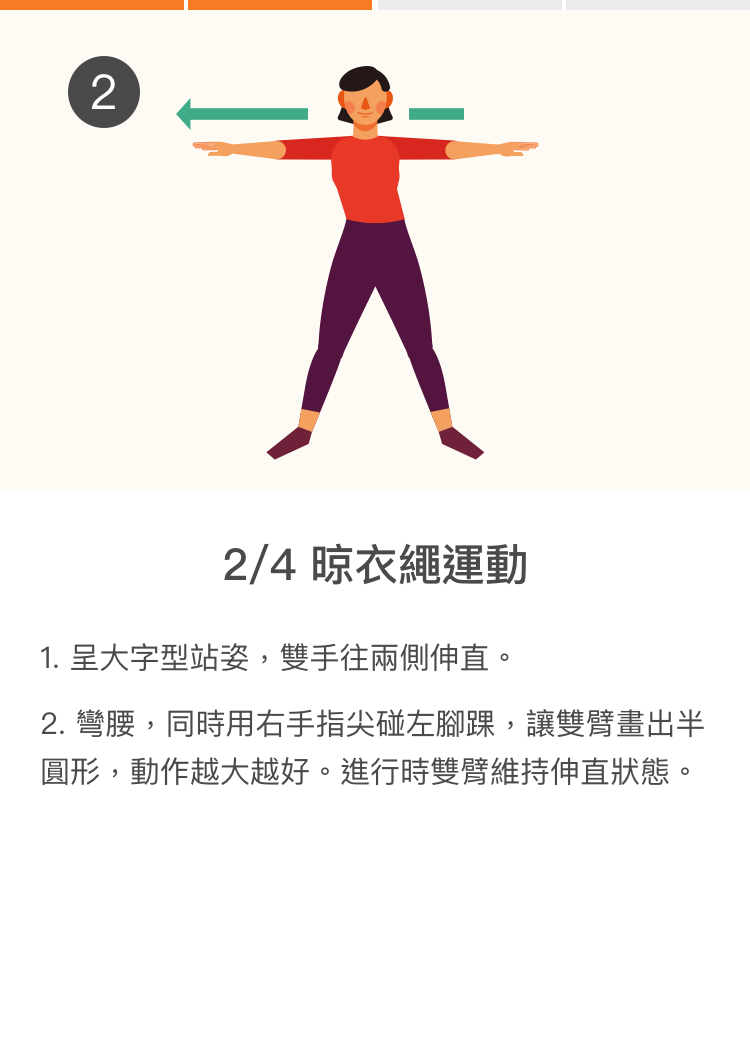 2
2/4 晾衣繩運動
1. 呈大字型站姿，雙手往兩側伸直。
2. 彎腰，同時用右手指尖碰左腳踝，讓雙臂畫出半
圓形，動作越大越好。進行時雙臂維持伸直狀態。